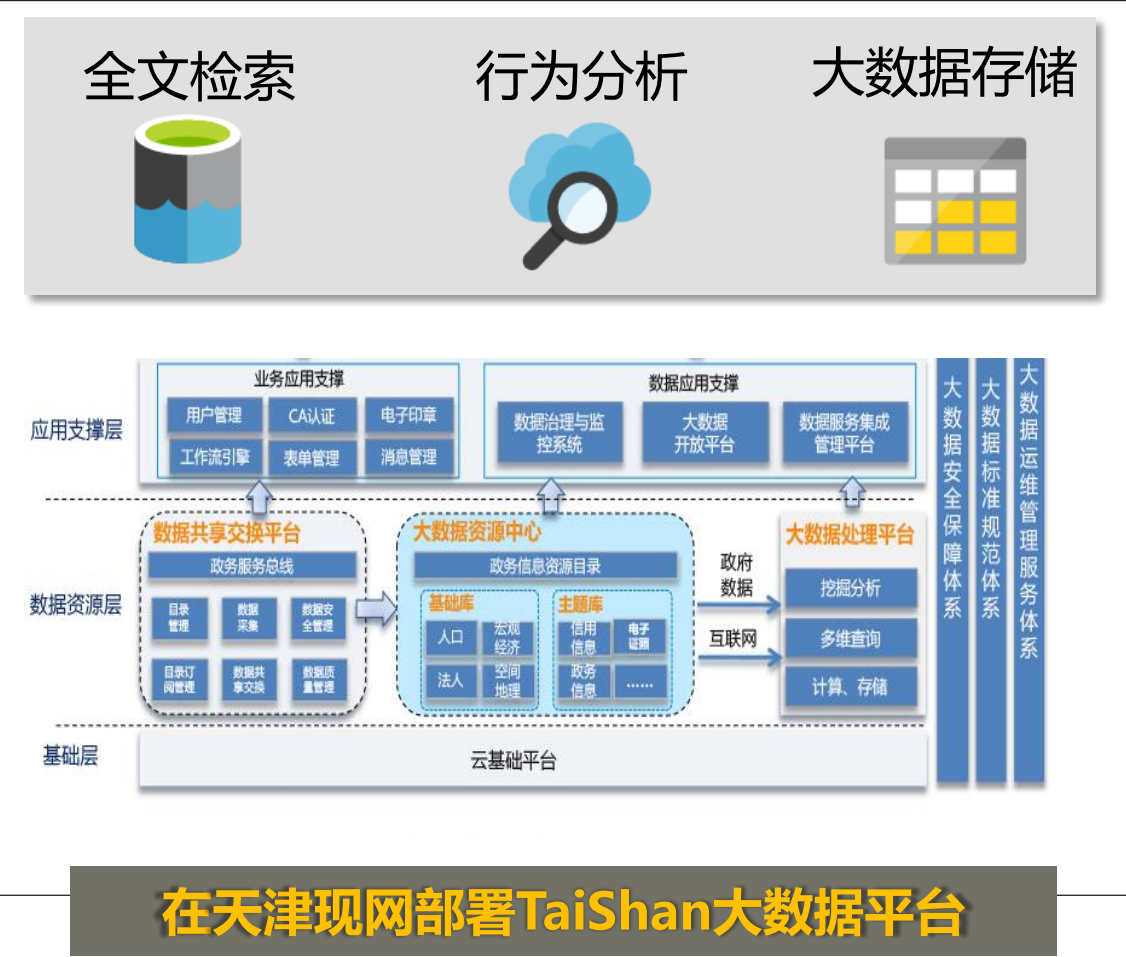 全文检索
行为分析
大数据存储
应用支撑层
业务应用支撑
用户管理
CA认证
电子印章
工作流引擎
表单管理
消息管理
数据应用支撑
数据治理与监
控系统
大数据
开放平台
数据服务集成
管理平台
数据资源层
数据共享交换平台
政务服务总线
目录
管理
数据
采集
数据安
全管理
目录订
阅管理
数据共
享交换
数据质
量管理
大数据资源中心
政务信息资源目录
基础库
人口
宏观
经济
法人
空间
地理
主题库
信用
信息
电子
证照
政务
信息
……
政府
数据
互联网
大数据处理平台
挖掘分析
多维查询
计算、存储
基础层
云基础平台
大数据安全保障体系
大数据标准规范体系
大数据运维管理服务体系
在天津现网部署TaiShan大数据平台